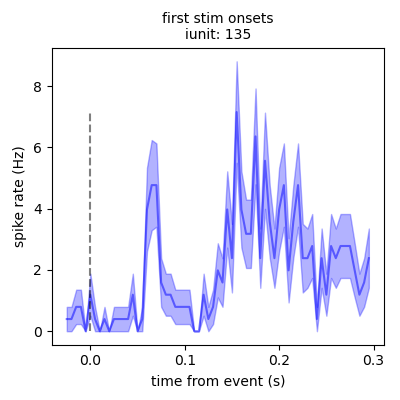 first stim onsets
iunit: 135
spike rate (Hz)
8
6
4
2
0
0.0 0.1 0.2 0.3
time from event (s)